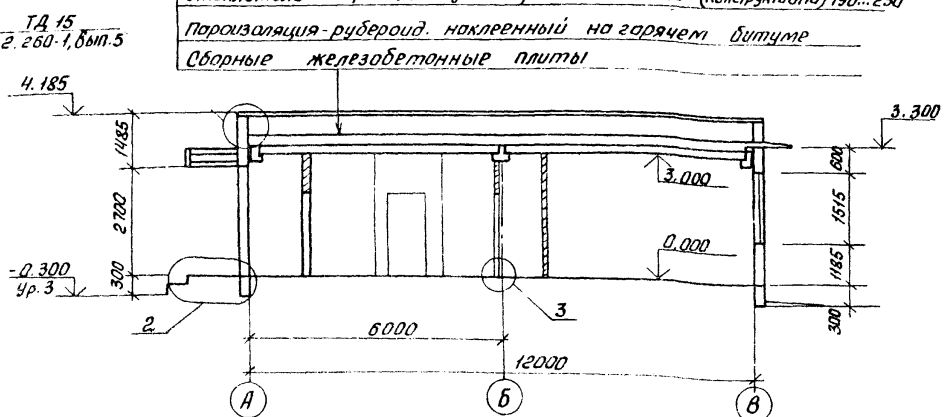 (конструктивно) 190...230
ТД 15
2.260-1, вып.5
Пароизоляция-рубероид, наклеенный на горячем битуме
Сборные железобетонные плиты
4.185
3.300
1485
600
3.000
2700
1515
0.000
-0.300
Ур.З
300
1185
2
3
300
6000
12000
А
Б
В